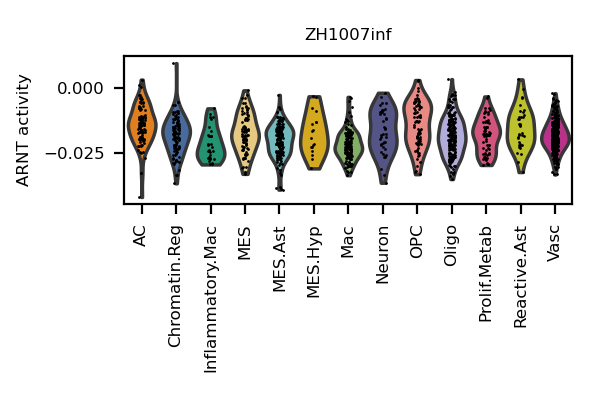 ZH1007inf
ARNT activity
0.000
−0.025
AC
Chromatin.Reg
Inflammatory.Mac
MES
MES.Ast
MES.Hyp
Mac
Neuron
OPC
Oligo
Prolif.Metab
Reactive.Ast
Vasc